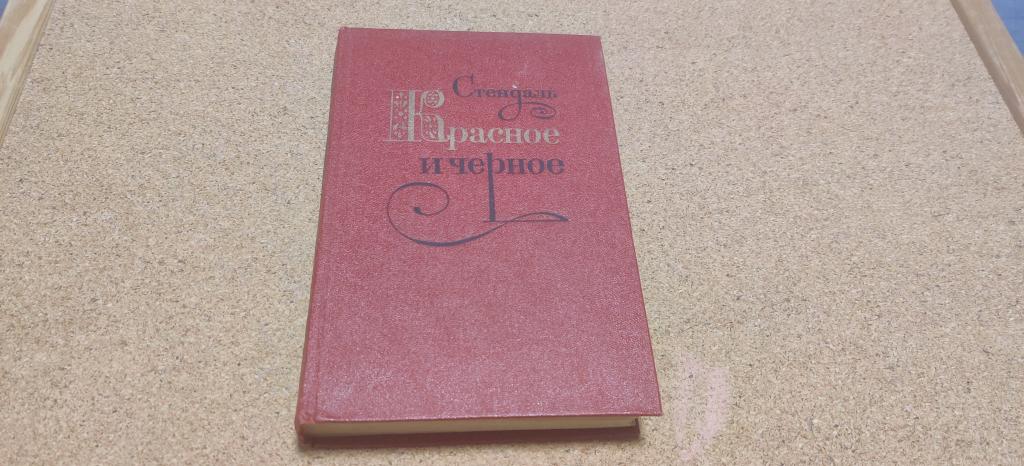 Стендаль
Красное
и черное